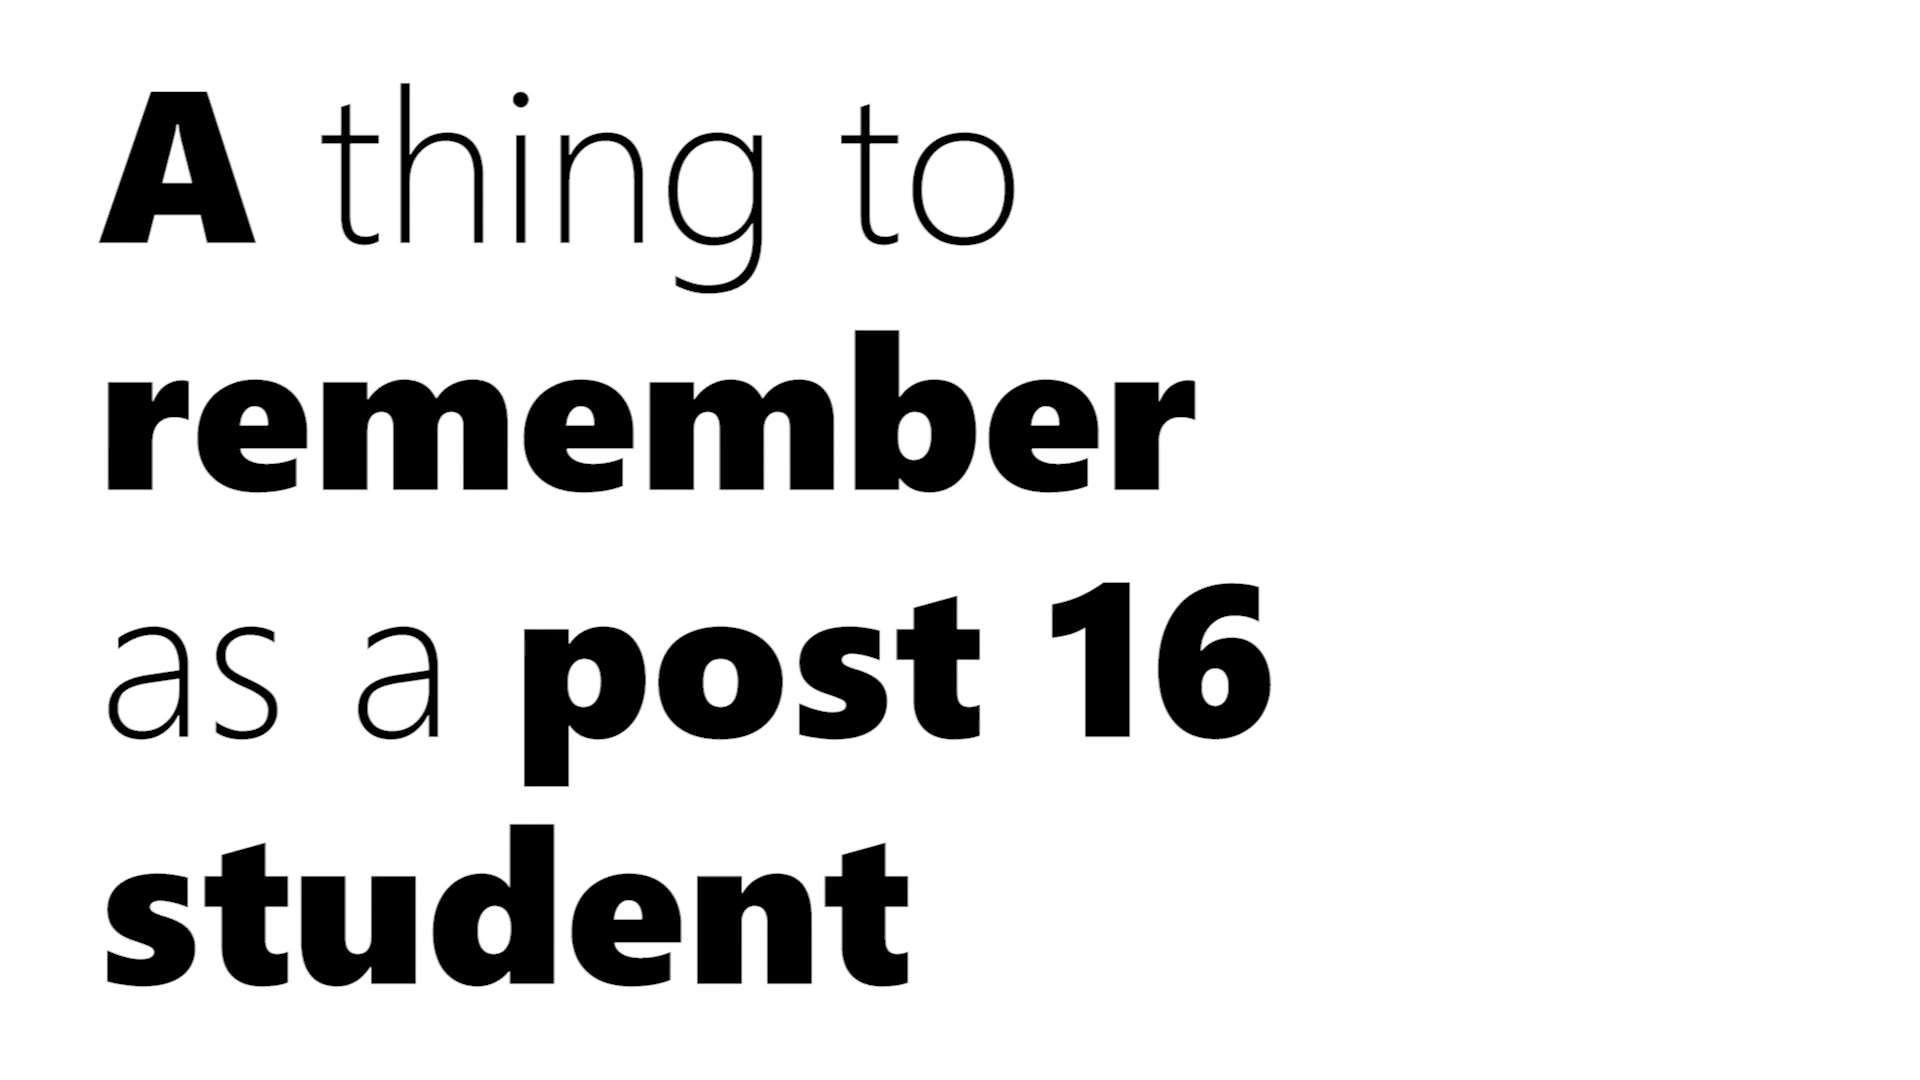 A thing to
remember
as a post 16
student